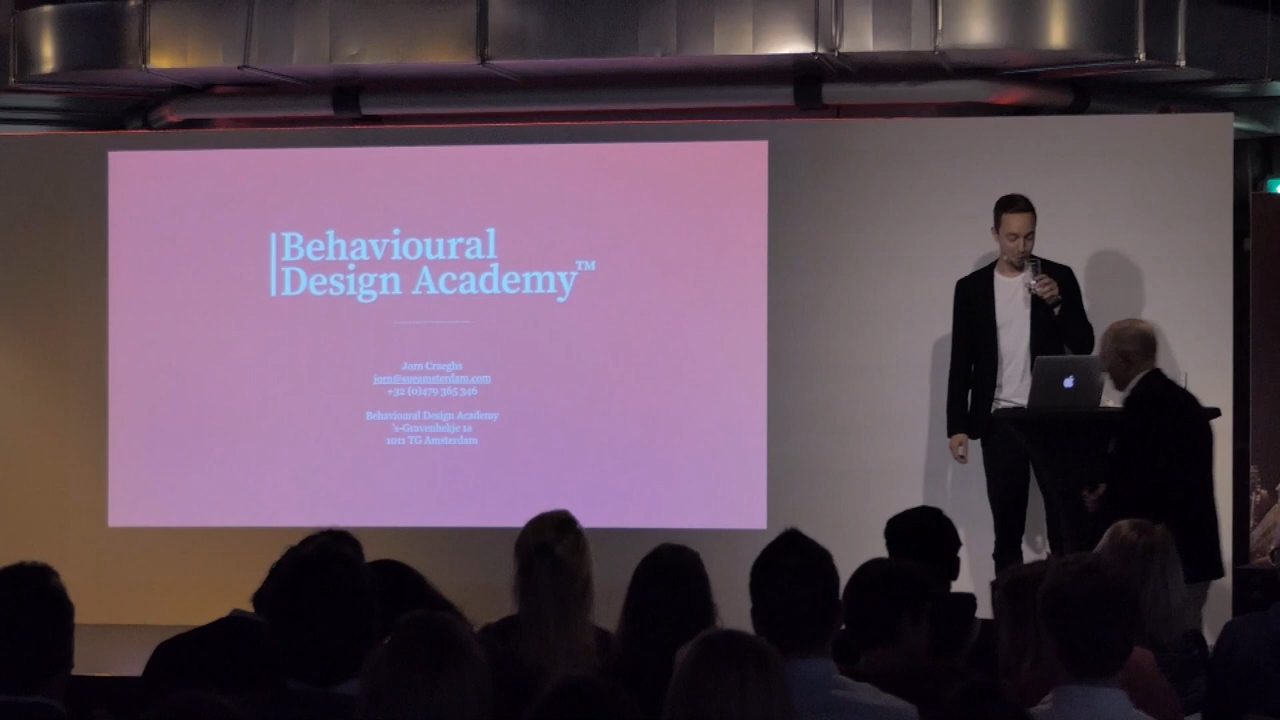 Behavioural
Design Academy™
Jorn Craeghs
jorn@sueamsterdam.com
+32 (0)479 365 346
Behavioural Design Academy
's-Gravenhekje 1a
1011 TG Amsterdam